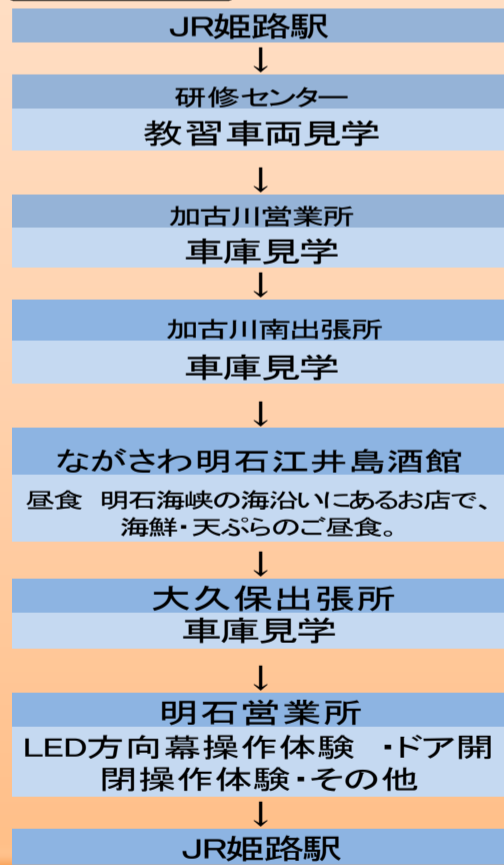 JR姫路駅
↓
研修センター
教習車両見学
↓
加古川営業所
車庫見学
↓
加古川南出張所
車庫見学
↓
ながさわ明石江井島酒館
昼食 明石海峡の海沿いにあるお店で、
海鮮・天ぷらのご昼食。
↓
大久保出張所
車庫見学
↓
明石営業所
LED方向幕操作体験 ・ドア開
閉操作体験・その他
↓
JR姫路駅